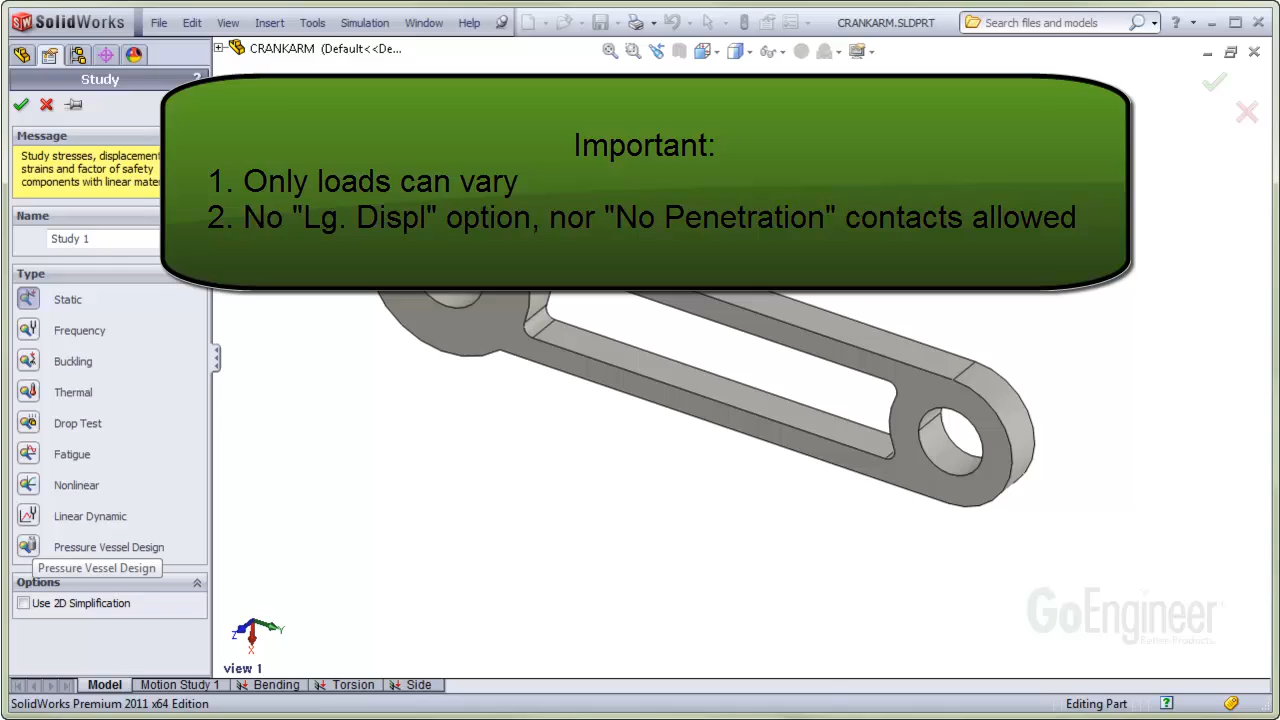 SolidWorks File Edit View Insert Tools Simulation Window Help CRANKARM.SLDPRT Search files and models ?
CRANKARM (Default<<De...
Study ?
Message
Study stresses, displacement
strains and factor of safety
components with linear mater
Name
Study 1
Type
Static
Frequency
Buckling
Thermal
Drop Test
Fatigue
Nonlinear
Linear Dynamic
Pressure Vessel Design
Pressure Vessel Design
Options
Use 2D Simplification
Important:
1. Only loads can vary
2. No "Lg. Displ" option, nor "No Penetration" contacts allowed
Z Y
X
view 1
GoEngineer
Model Motion Study 1 Bending Torsion Side
SolidWorks Premium 2011 x64 Edition Editing Part ?